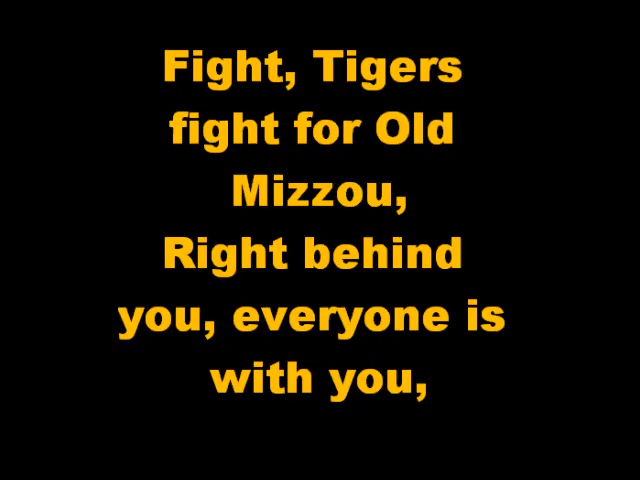 Fight, Tigers
fight for Old
Mizzou,
Right behind
you, everyone is
with you,